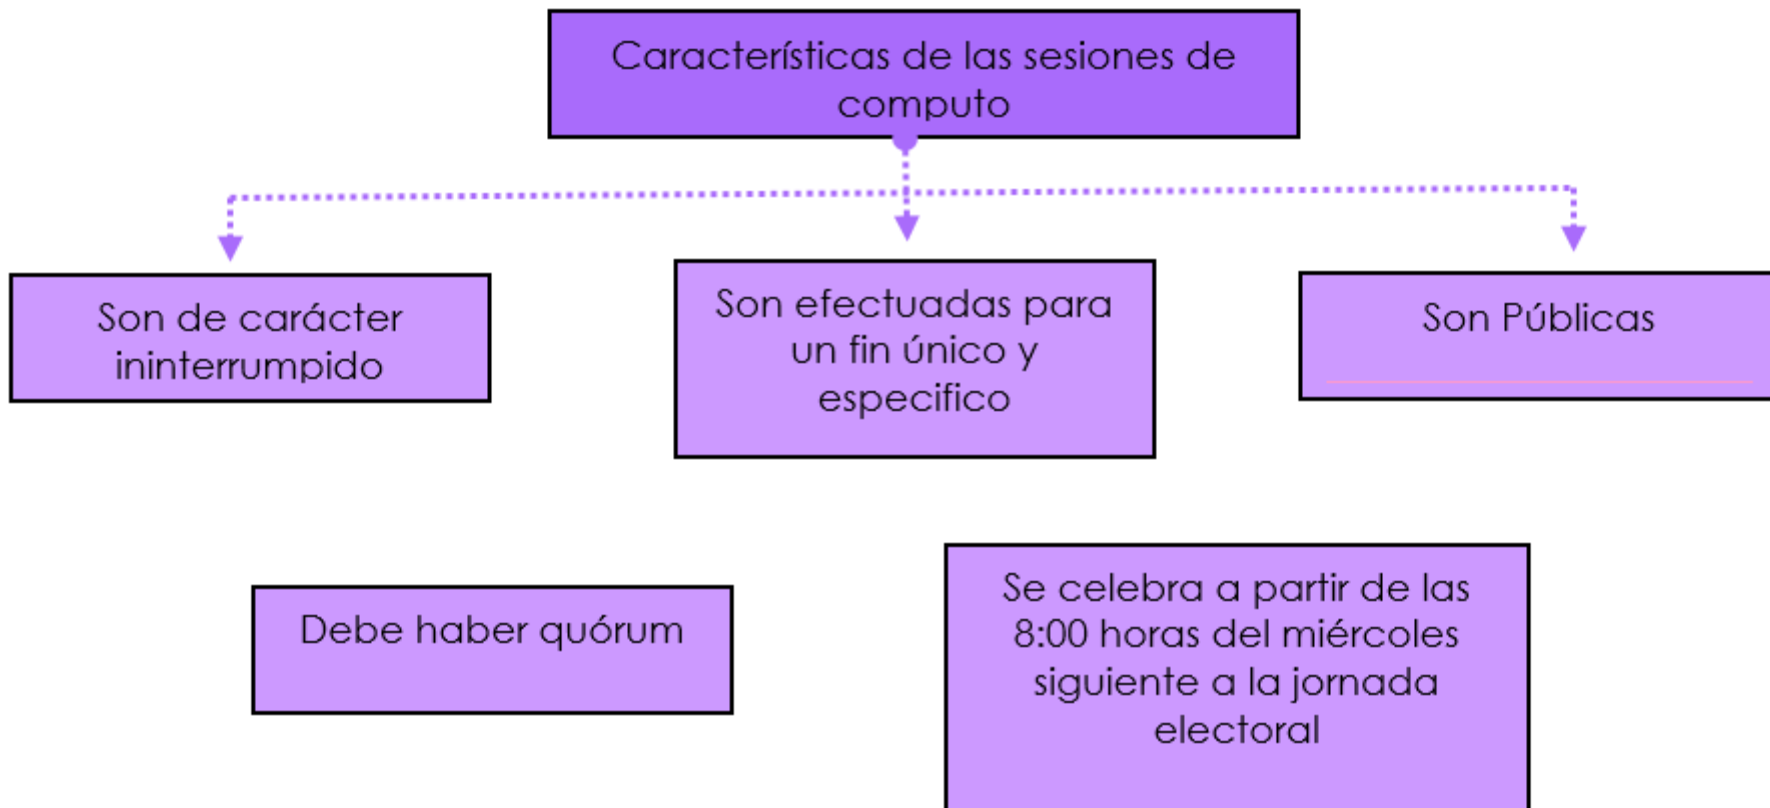 Características de las sesiones de
computo
Son de carácter
ininterrumpido
Son efectuadas para
un fin único y
especifico
Son Públicas
Debe haber quórum
Se celebra a partir de las
8:00 horas del miércoles
siguiente a la jornada
electoral